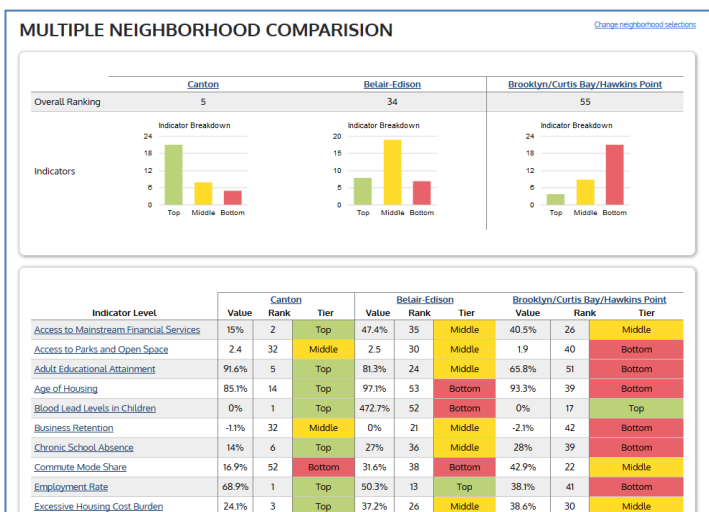 MULTIPLE NEIGHBORHOOD COMPARISION
Change neighborhood selections
Canton Belair-Edison Brooklyn/Curtis Bay/Hawkins Point
Overall Ranking 5 34 55
Indicators
Indicator Breakdown
24
18
12
6
0
Top Middle Bottom
Indicator Breakdown
20
15
10
5
0
Top Middle Bottom
Indicator Breakdown
24
18
12
6
0
Top Middle Bottom
Canton Belair-Edison Brooklyn/Curtis Bay/Hawkins Point
Indicator Level Value Rank Tier Value Rank Tier Value Rank Tier
Access to Mainstream Financial Services 15% 2 Top 47.4% 35 Middle 40.5% 26 Middle
Access to Parks and Open Space 2.4 32 Middle 2.5 30 Middle 1.9 40 Bottom
Adult Educational Attainment 91.6% 5 Top 81.3% 24 Middle 65.8% 51 Bottom
Age of Housing 85.1% 14 Top 97.1% 53 Bottom 93.3% 39 Bottom
Blood Lead Levels in Children 0% 1 Top 472.7% 52 Bottom 0% 17 Top
Business Retention -1.1% 32 Middle 0% 21 Middle -2.1% 42 Bottom
Chronic School Absence 14% 6 Top 27% 36 Middle 28% 39 Bottom
Commute Mode Share 16.9% 52 Bottom 31.6% 38 Bottom 42.9% 22 Middle
Employment Rate 68.9% 1 Top 50.3% 13 Top 38.1% 41 Bottom
Excessive Housing Cost Burden 24.1% 3 Top 37.2% 26 Middle 38.6% 30 Middle